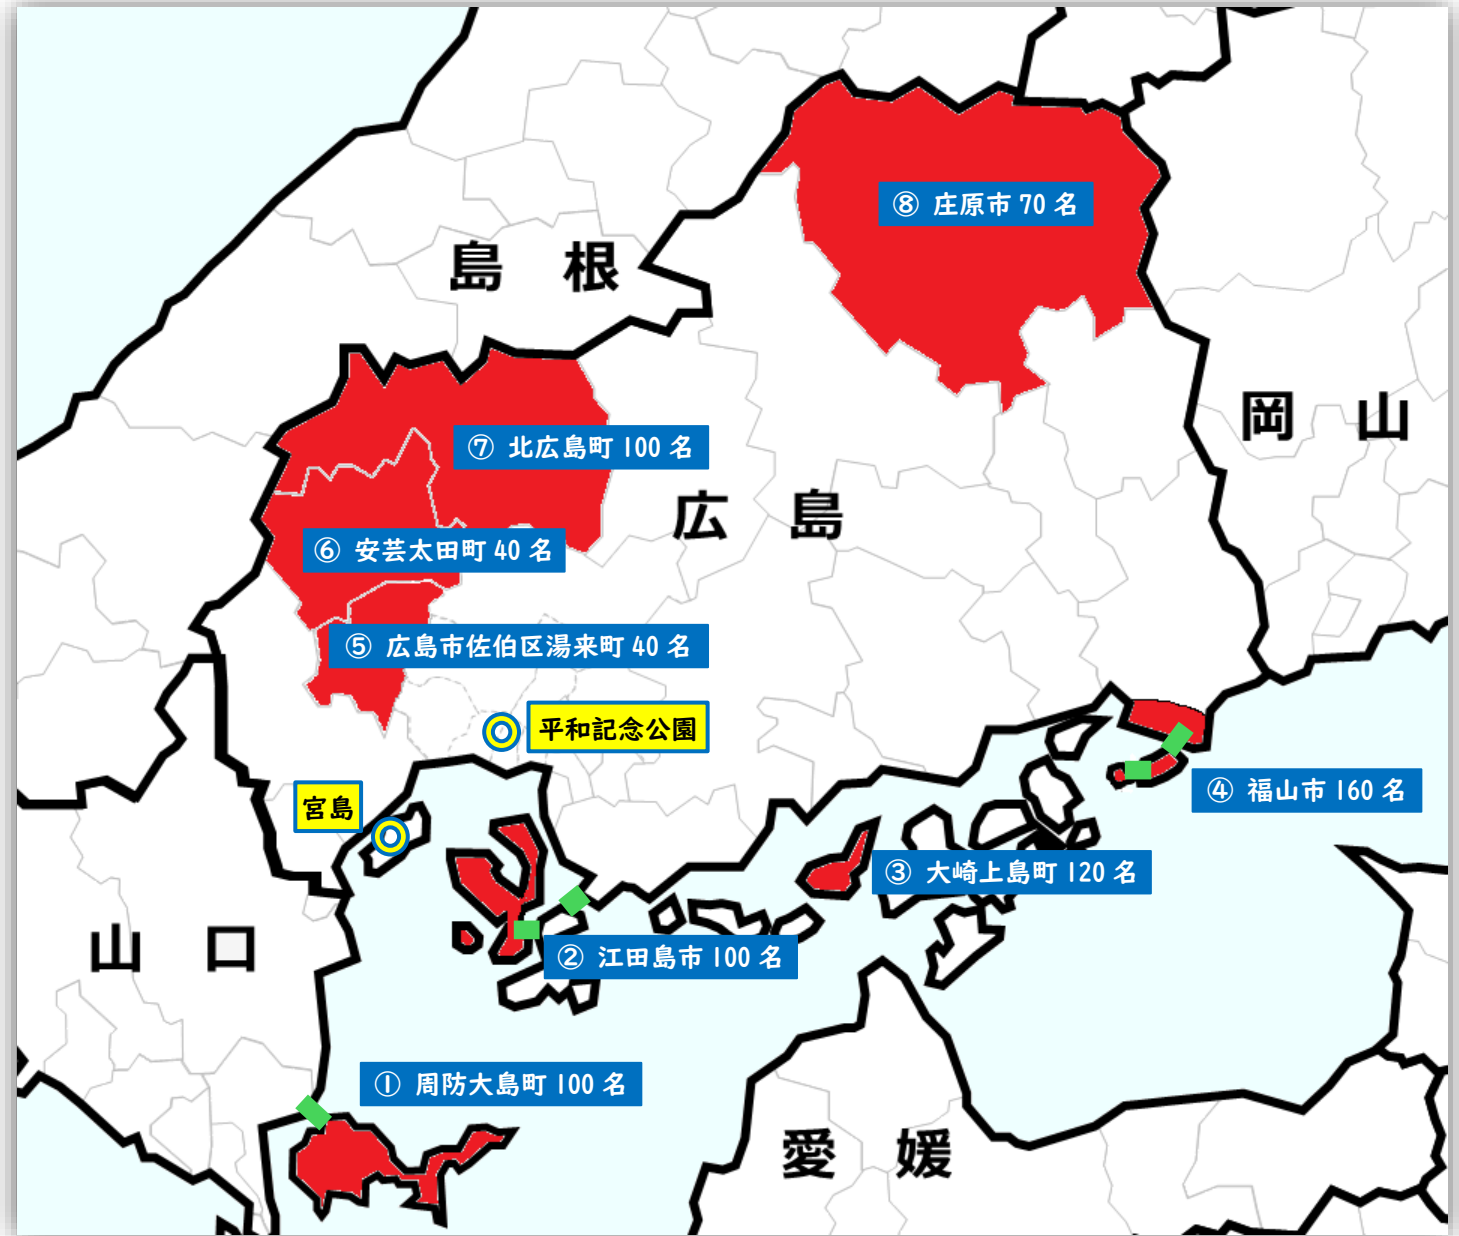 ⑧ 庄原市 70 名
島 根
岡 山
⑦ 北広島町 100 名
広 島
⑥ 安芸太田町 40 名
⑤ 広島市佐伯区湯来町 40 名
平和記念公園
宮島
④ 福山市 160 名
③ 大崎上島町 120 名
山 口
② 江田島市 100 名
① 周防大島町 100 名
愛 媛